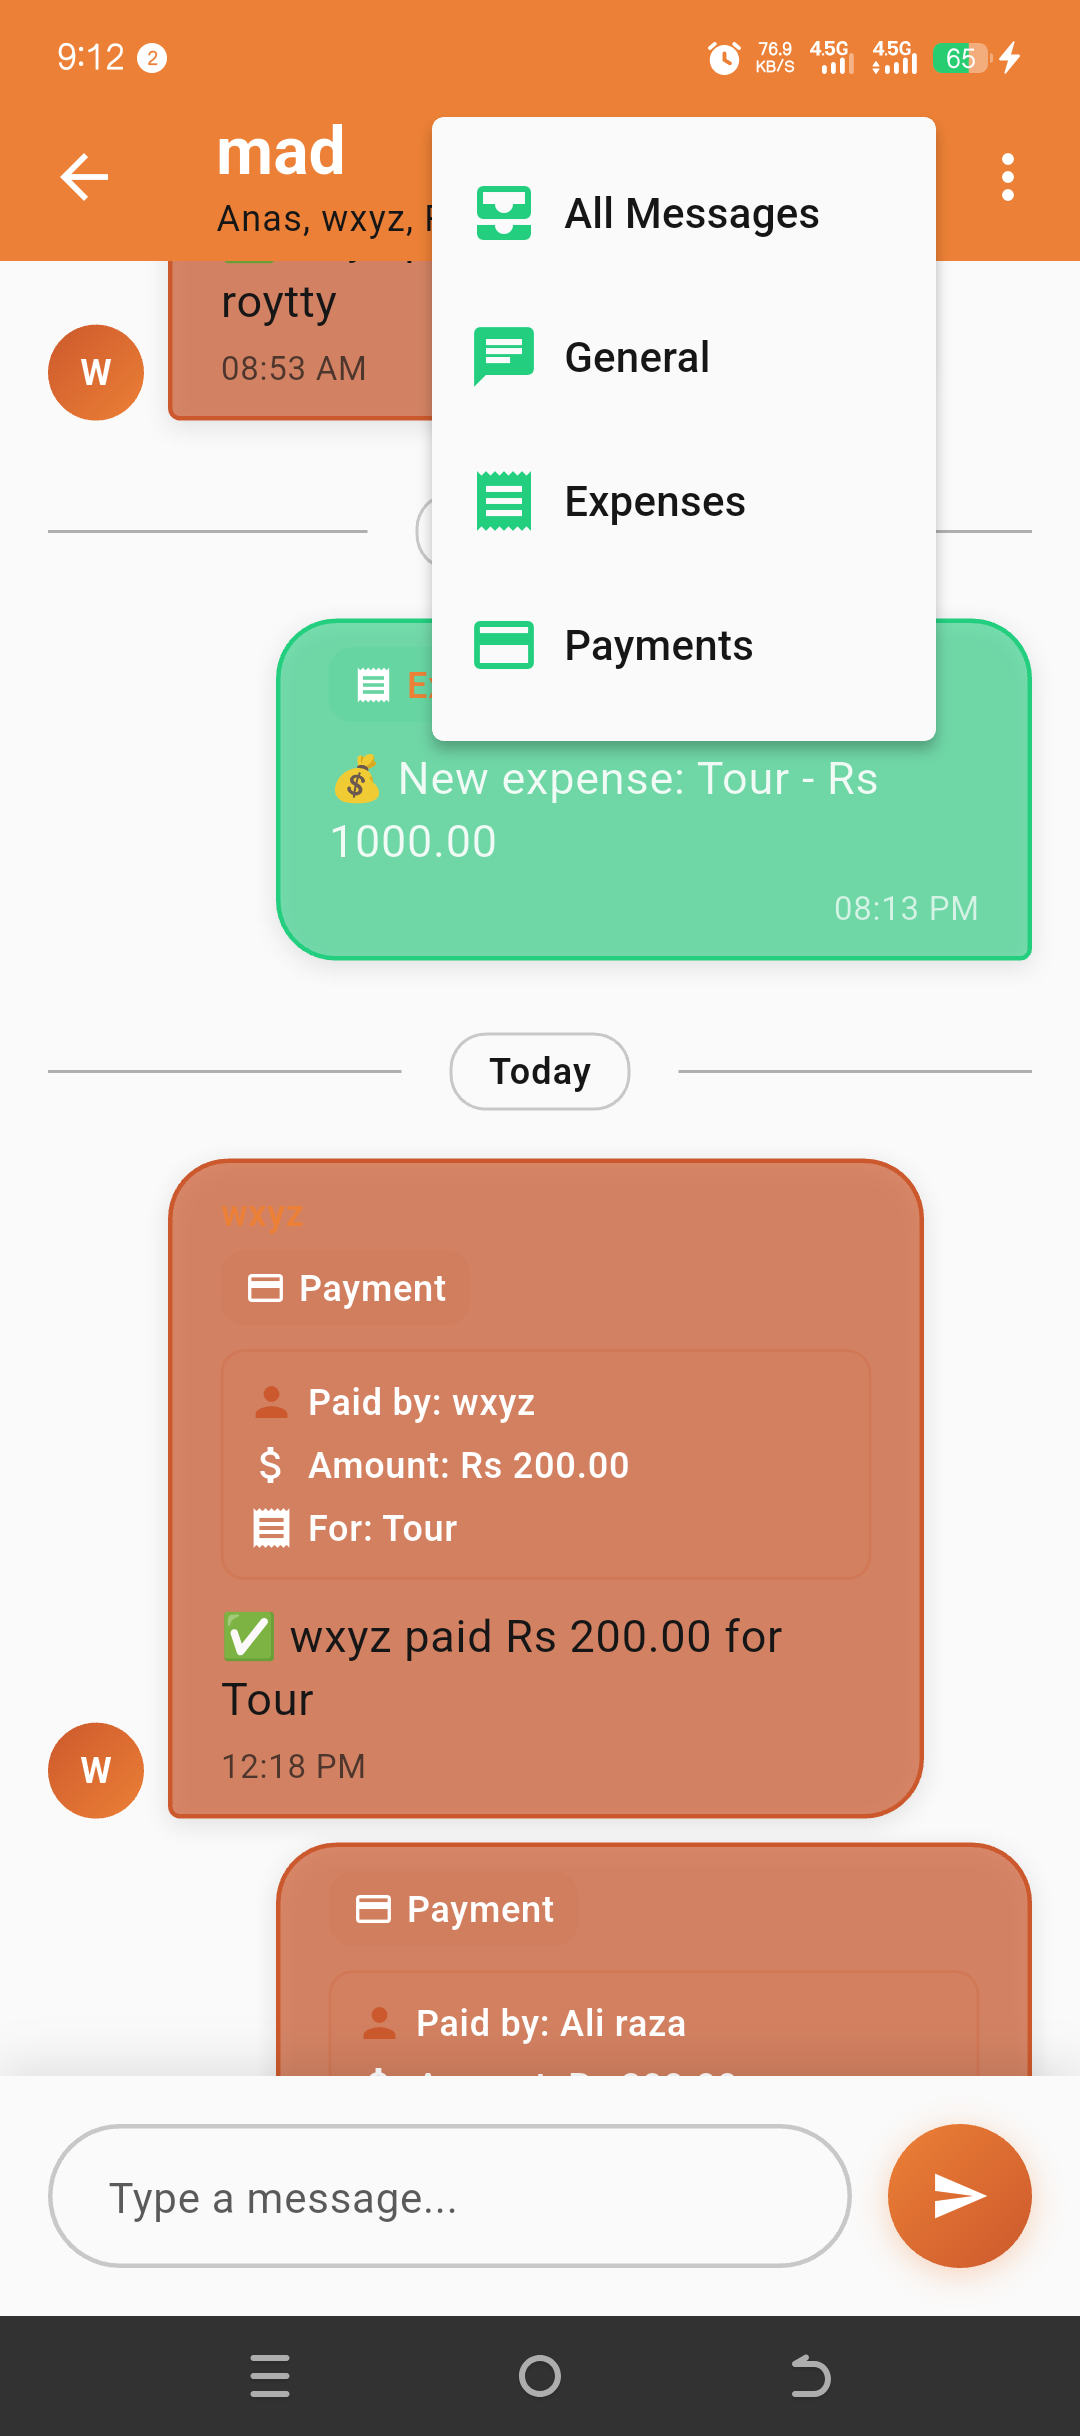 9:12 2 76.9 KB/S 4.5G 4.5G 65
mad
Anas, wxyz,
All Messages
General
Expenses
Payments
roytty
08:53 AM
W
💰 New expense: Tour - Rs
1000.00
08:13 PM
Today
wxyz
Payment
Paid by: wxyz
$ Amount: Rs 200.00
For: Tour
✅ wxyz paid Rs 200.00 for
Tour
12:18 PM
W
Payment
Paid by: Ali raza
Type a message...